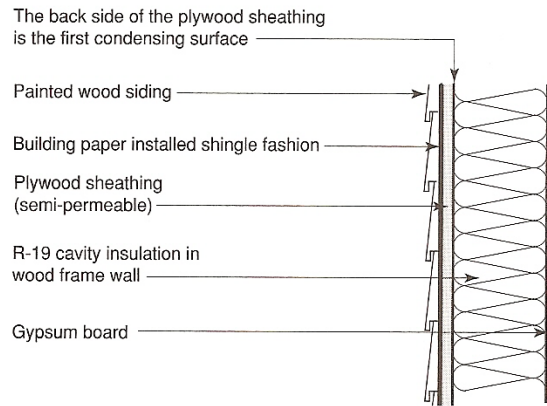 The back side of the plywood sheathing
is the first condensing surface
Painted wood siding
Building paper installed shingle fashion
Plywood sheathing
(semi-permeable)
R-19 cavity insulation in
wood frame wall
Gypsum board